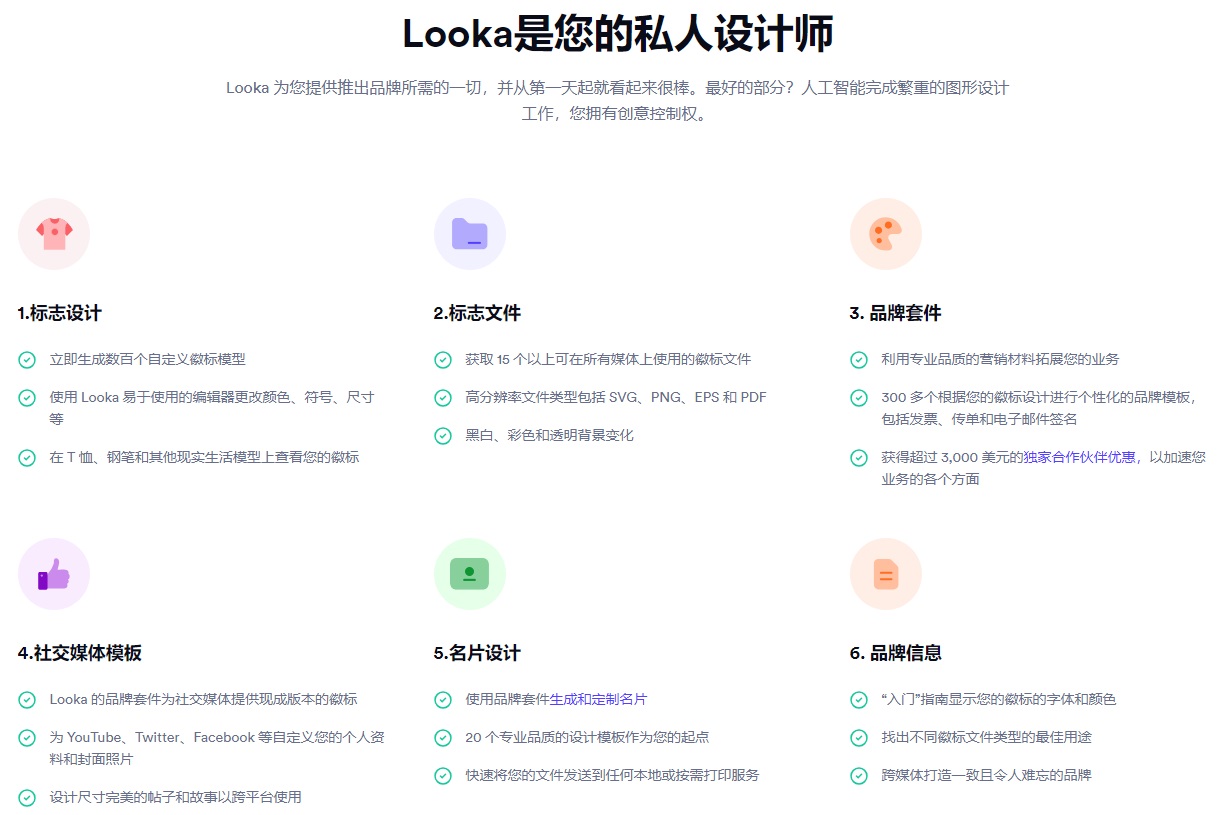 Looka是您的私人设计师
Looka 为您提供推出品牌所需的一切，并从第一天起就看起来很棒。最好的部分？人工智能完成繁重的图形设计
工作，您拥有创意控制权。
1.标志设计
立即生成数百个自定义徽标模型
使用 Looka 易于使用的编辑器更改颜色、符号、尺寸
等
在 T 恤、钢笔和其他现实生活模型上查看您的徽标
2.标志文件
获取 15 个以上可在所有媒体上使用的徽标文件
高分辨率文件类型包括 SVG、PNG、EPS 和 PDF
黑白、彩色和透明背景变化
3. 品牌套件
利用专业品质的营销材料拓展您的业务
300 多个根据您的徽标设计进行个性化的品牌模板，
包括发票、传单和电子邮件签名
获得超过 3,000 美元的独家合作伙伴优惠，以加速您
业务的各个方面
4.社交媒体模板
Looka 的品牌套件为社交媒体提供现成版本的徽标
为 YouTube、Twitter、Facebook 等自定义您的个人资
料和封面照片
设计尺寸完美的帖子和故事以跨平台使用
5.名片设计
使用品牌套件生成和定制名片
20 个专业品质的设计模板作为您的起点
快速将您的文件发送到任何本地或按需打印服务
6. 品牌信息
“入门”指南显示您的徽标的字体和颜色
找出不同徽标文件类型的最佳用途
跨媒体打造一致且令人难忘的品牌